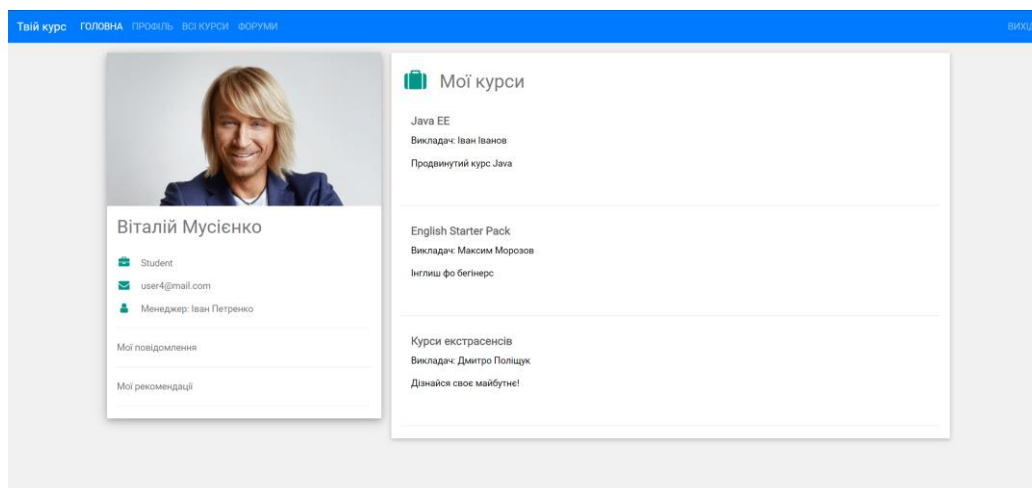 Твій курс ГОЛОВНА ПРОФІЛЬ ВСІ КУРСИ ФОРУМИ ВИХІД
Віталій Мусієнко
Student
user4@mail.com
Менеджер: Іван Петренко
Мої повідомлення
Мої рекомендації
Мої курси
Java EE
Викладач: Іван Іванов
Продвинутий курс Java
English Starter Pack
Викладач: Максим Морозов
Інглиш фо бегінерс
Курси екстрасенсів
Викладач: Дмитро Поліщук
Дізнайся своє майбутнє!